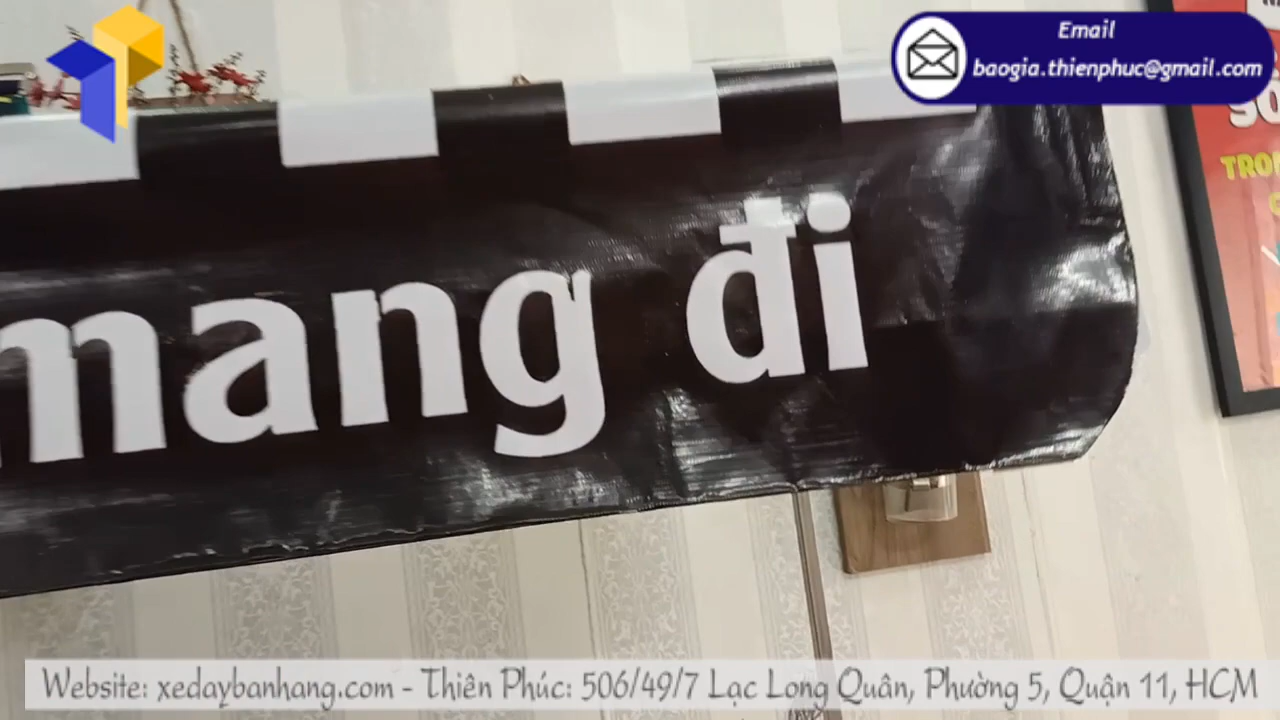 Email
baogia.thienphuc@gmail.com
mang đi
Website: xedaybanhang.com - Thiên Phúc: 506/49/7 Lạc Long Quân, Phường 5, Quận 11, HCM